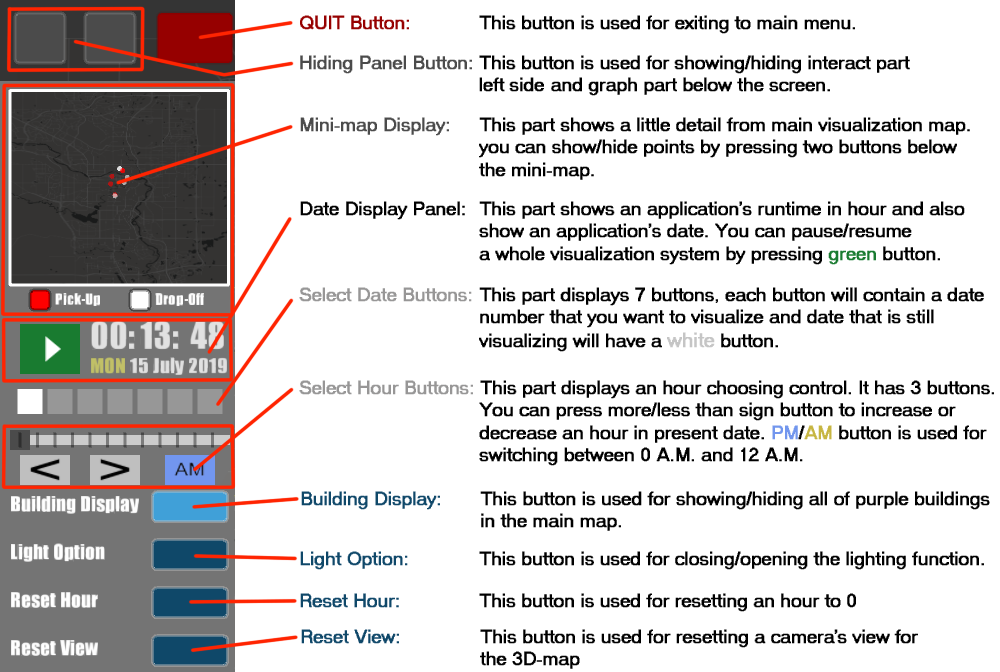 QUIT Button: This button is used for exiting to main menu.
Hiding Panel Button: This button is used for showing/hiding interact part
left side and graph part below the screen.
Mini-map Display: This part shows a little detail from main visualization map.
you can show/hide points by pressing two buttons below
the mini-map.
Date Display Panel: This part shows an application's runtime in hour and also
show an application's date. You can pause/resume
a whole visualization system by pressing green button.
Pick-Up Drop-Off
Select Date Buttons: This part displays 7 buttons, each button will contain a date
number that you want to visualize and date that is still
visualizing will have a white button.
00: 13: 48
MON 15 July 2019
Select Hour Buttons: This part displays an hour choosing control. It has 3 buttons.
You can press more/less than sign button to increase or
decrease an hour in present date. PM/AM button is used for
switching between 0 A.M. and 12 A.M.
< > AM
Building Display
Building Display: This button is used for showing/hiding all of purple buildings
in the main map.
Light Option
Light Option: This button is used for closing/opening the lighting function.
Reset Hour
Reset Hour: This button is used for resetting an hour to 0
Reset View
Reset View: This button is used for resetting a camera's view for
the 3D-map